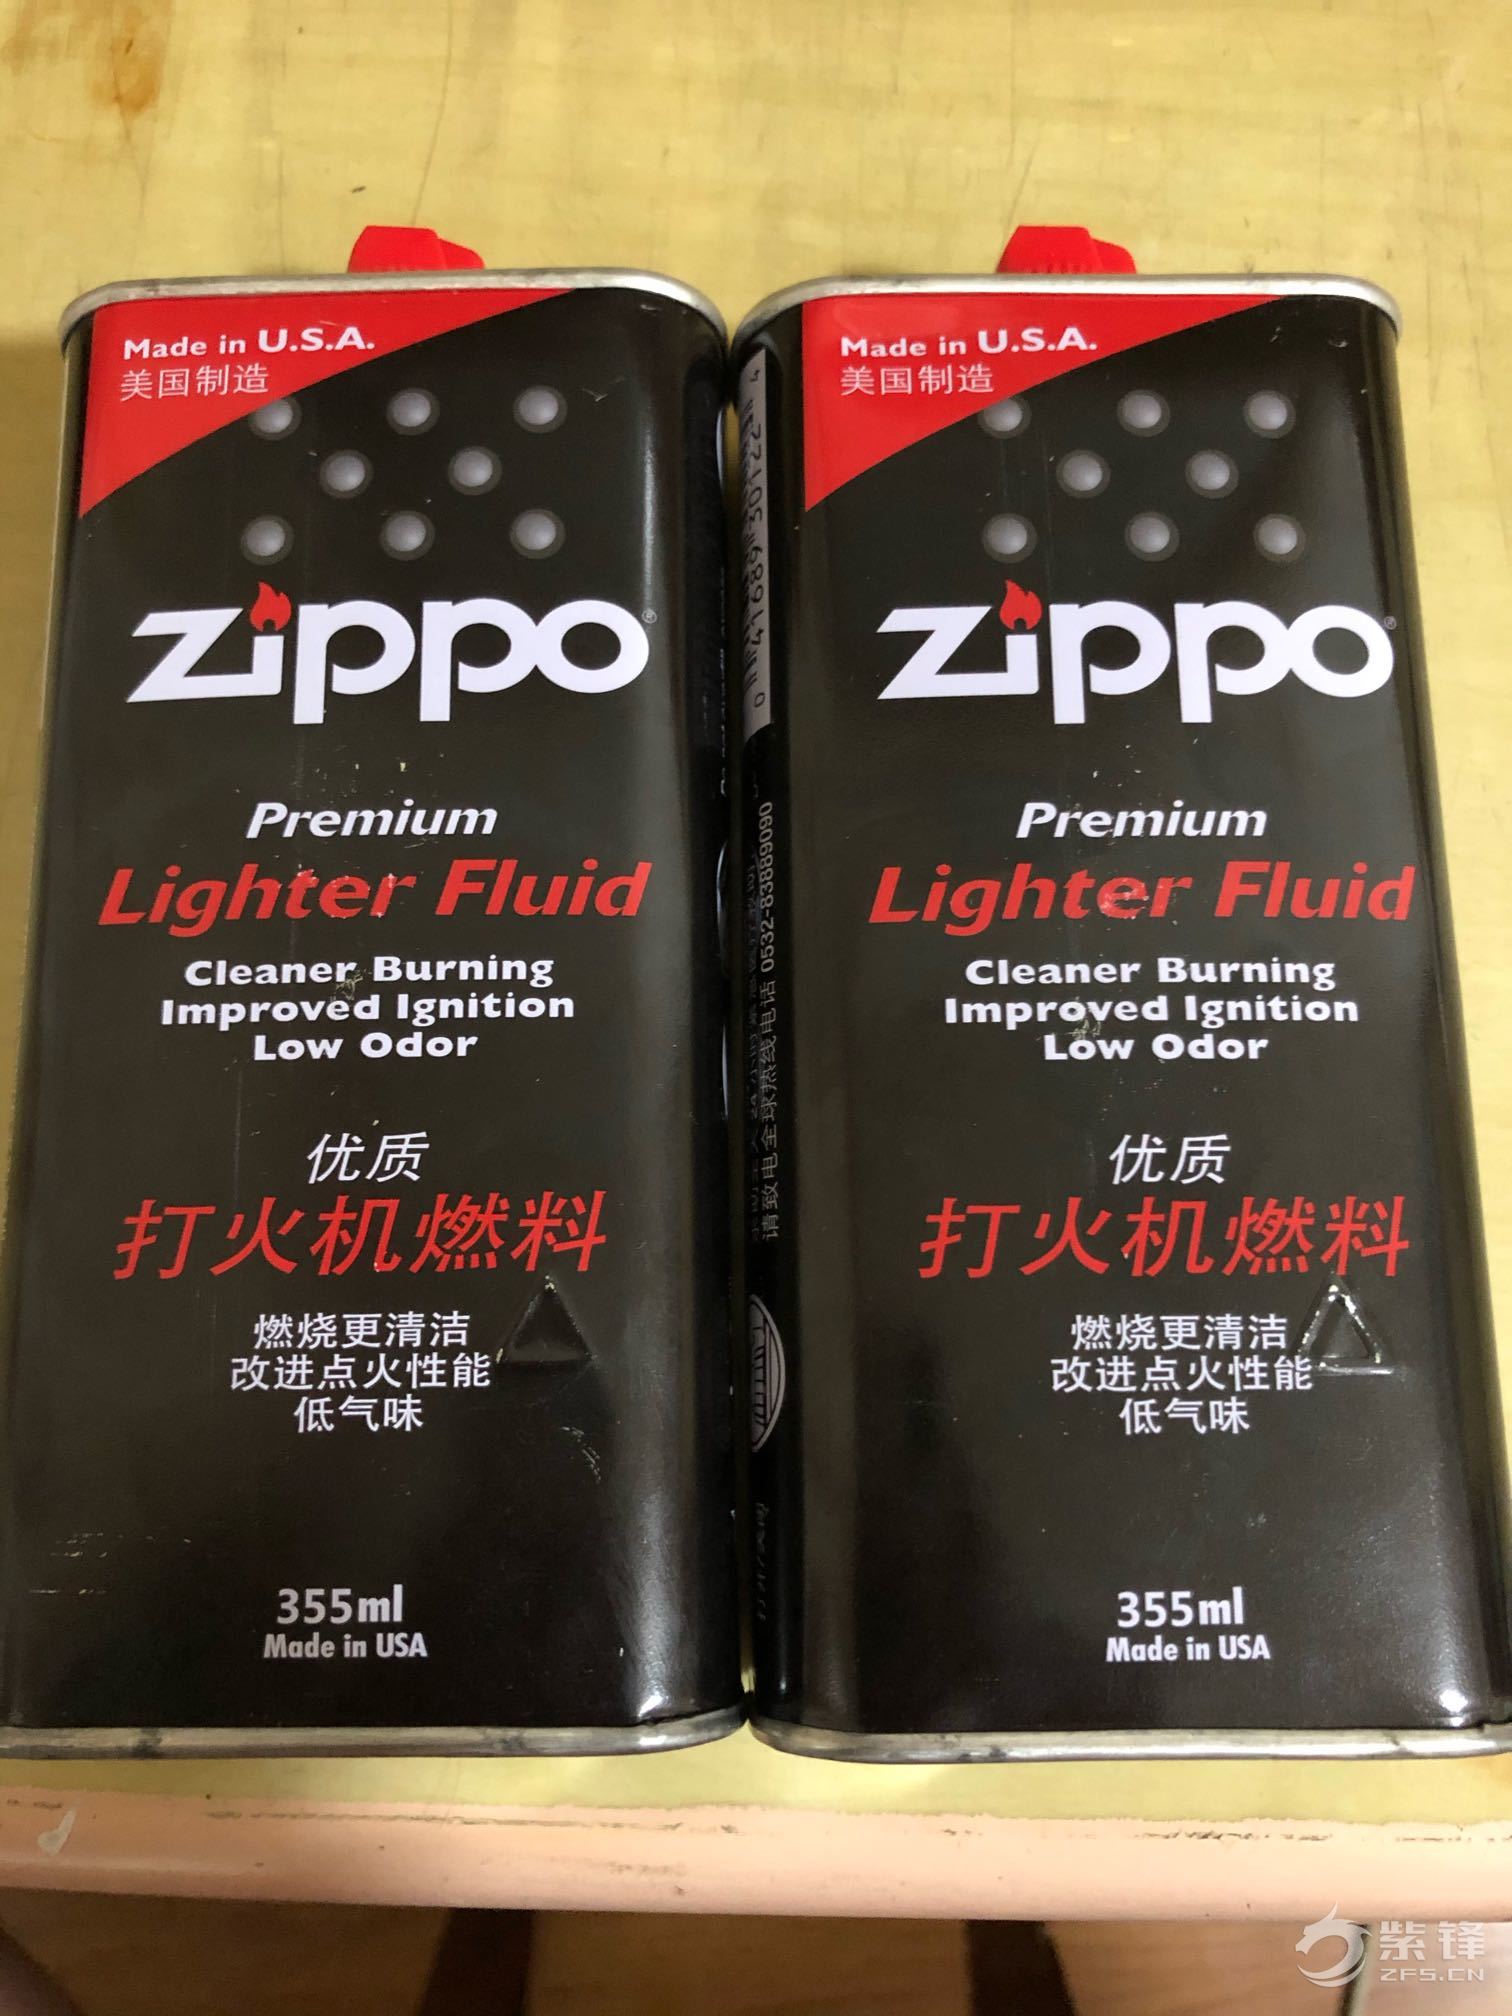 Made in U.S.A.
美国制造
zippo®
Premium
Lighter Fluid
Cleaner Burning
Improved Ignition
Low Odor
优质
打火机燃料
燃烧更清洁
改进点火性能
低气味
355ml
Made in USA
请致电全球热线电话 0532-83889090
Made in U.S.A.
美国制造
zippo®
Premium
Lighter Fluid
Cleaner Burning
Improved Ignition
Low Odor
优质
打火机燃料
燃烧更清洁
改进点火性能
低气味
355ml
Made in USA
紫锋
ZFS.CN